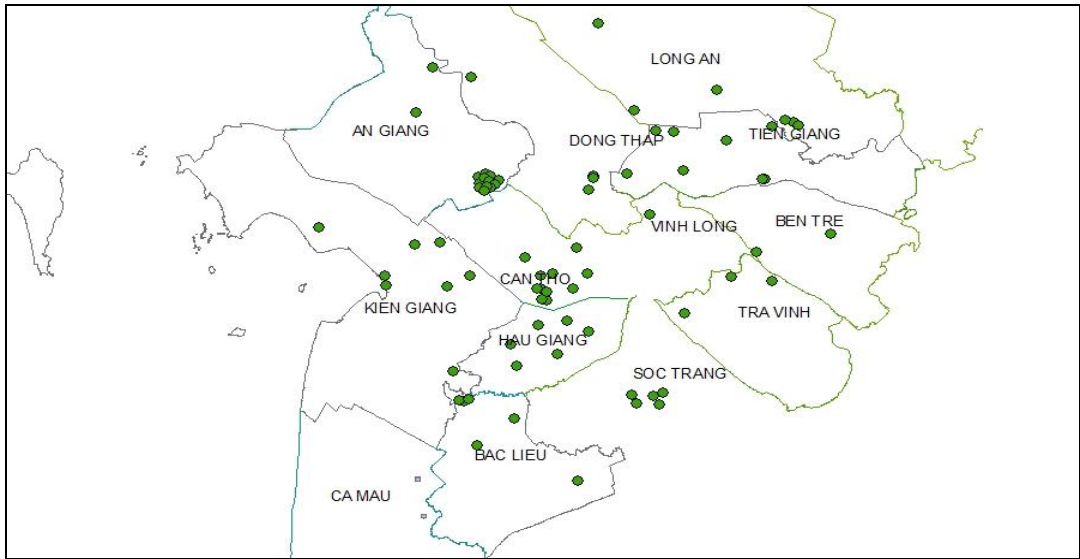 LONG AN
AN GIANG
DONG THAP
TIEN GIANG
BEN TRE
VINH LONG
CAN THO
KIEN GIANG
TRA VINH
HAU GIANG
SOC TRANG
BAC LIEU
CA MAU